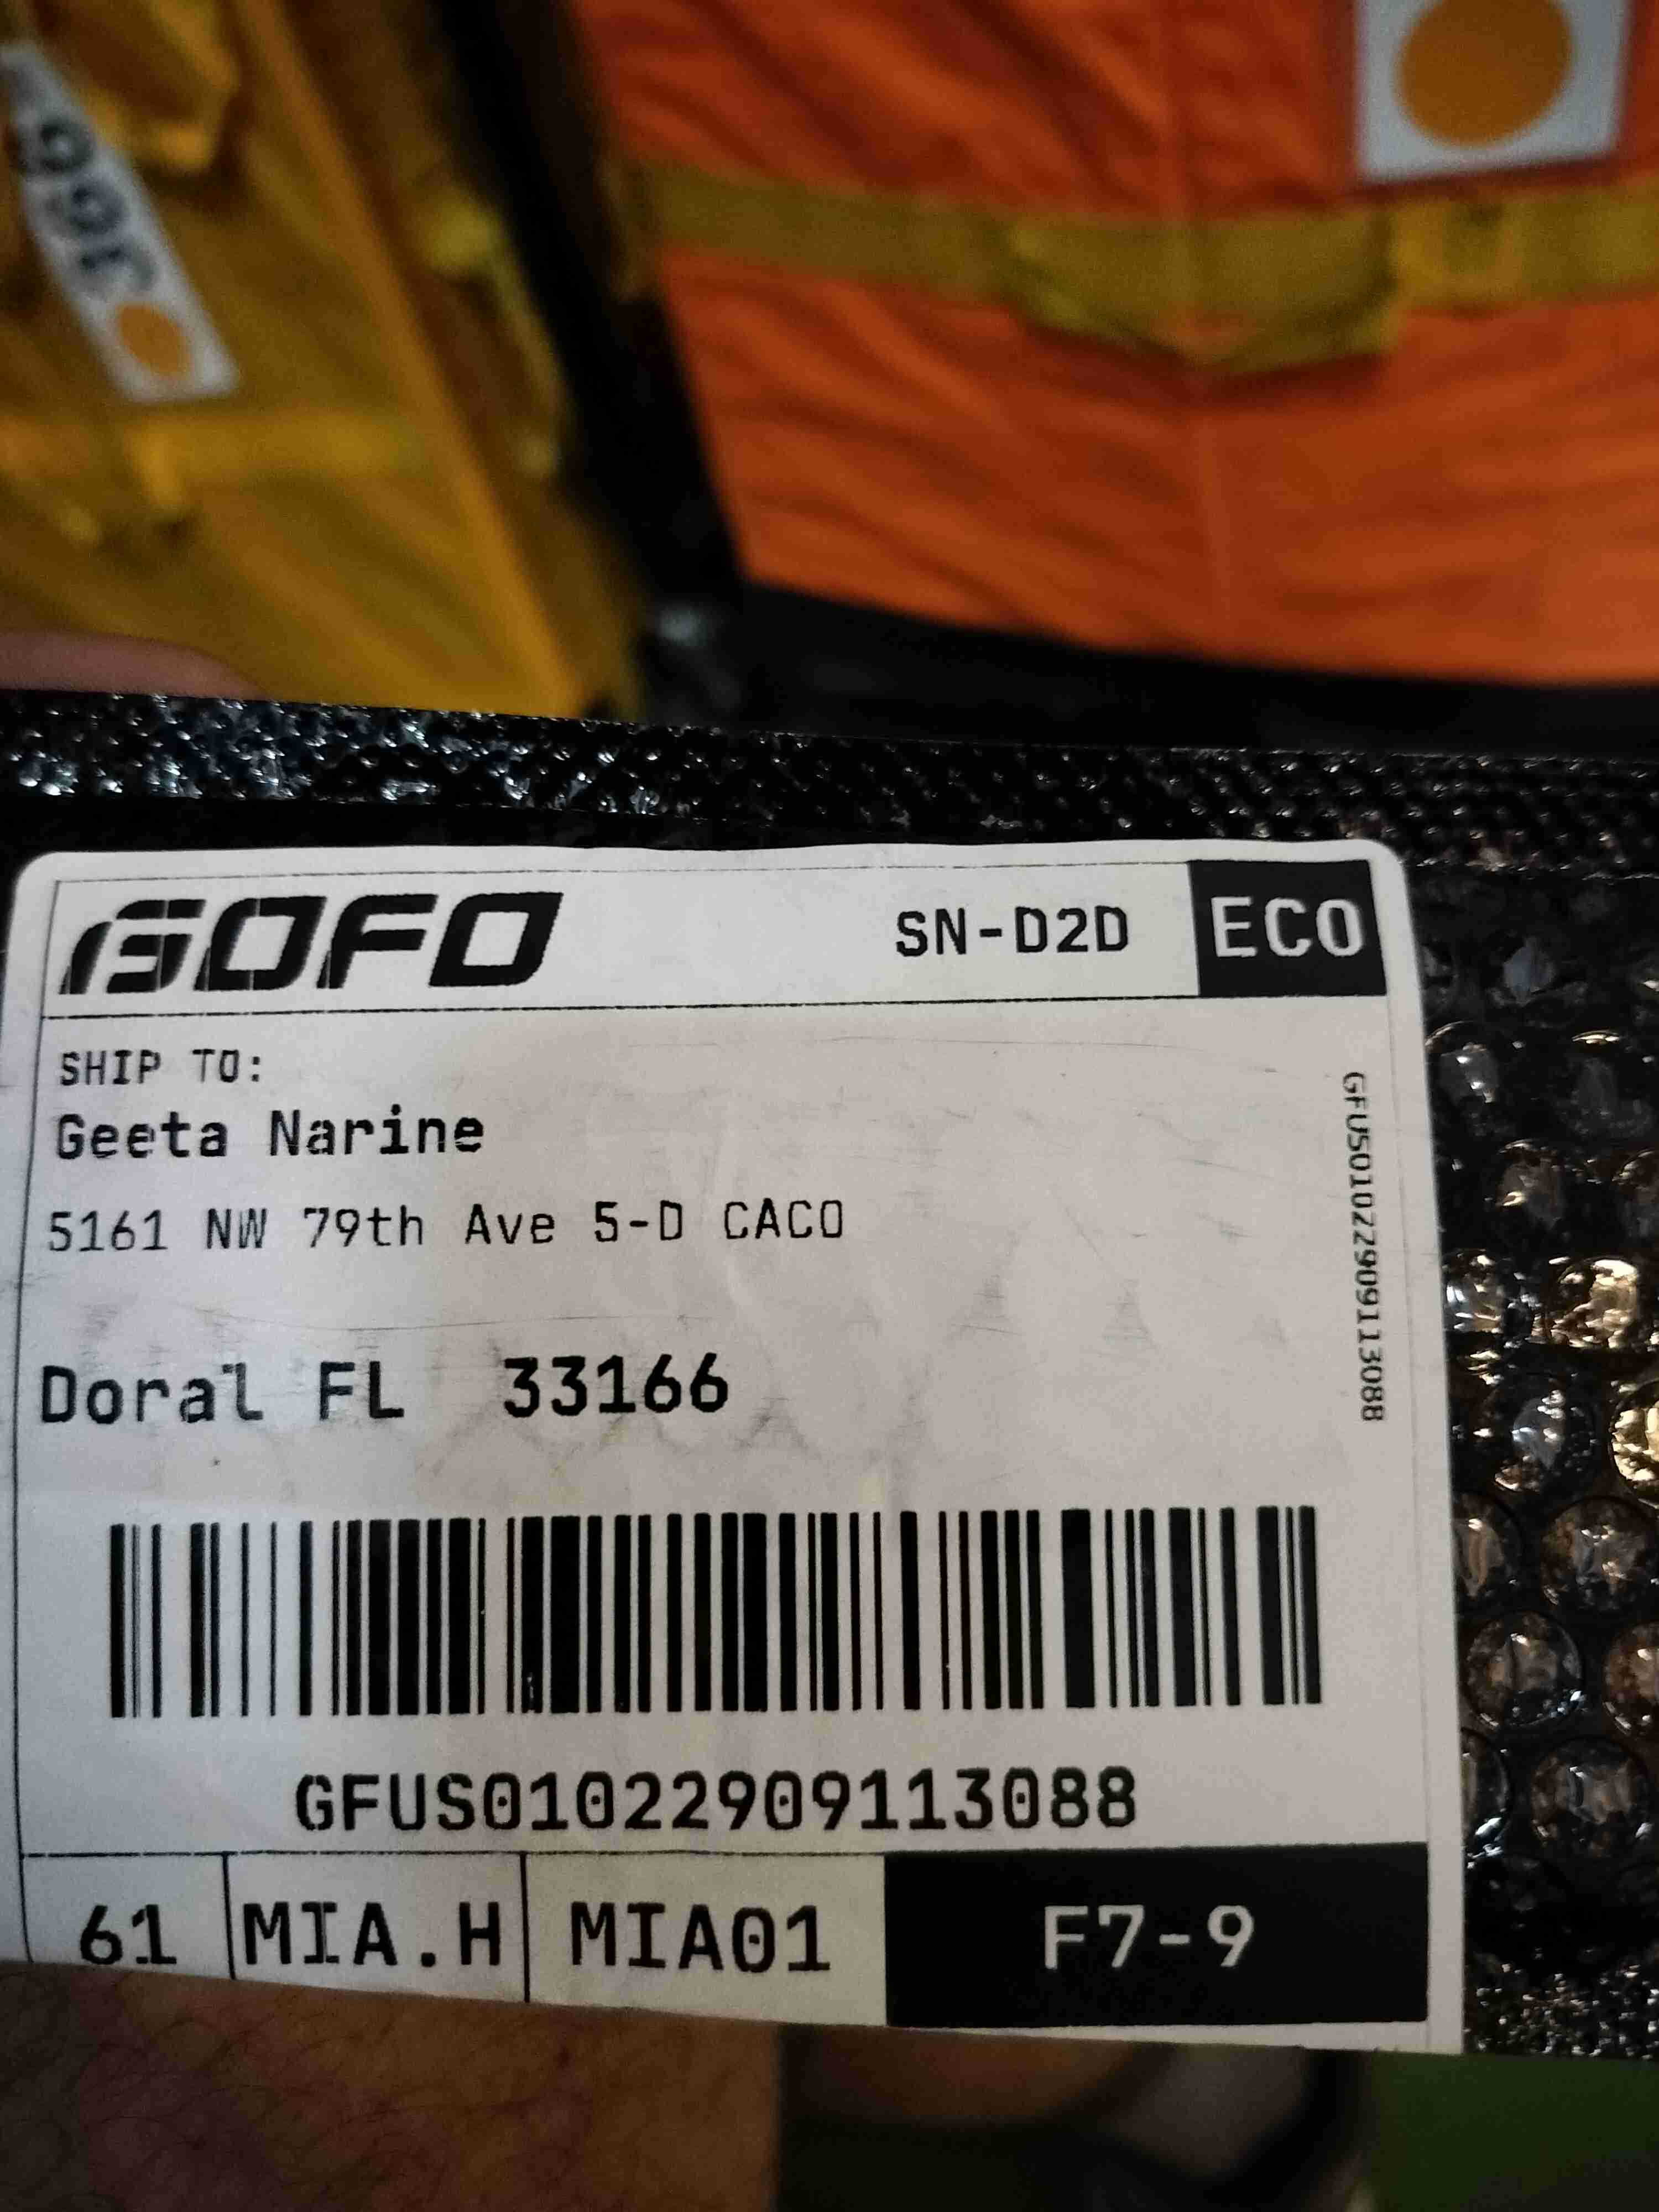 GOFO SN-D2D ECO
SHIP TO:
Geeta Narine
5161 NW 79th Ave 5-D CACO
Doral FL 33166
GFUS01022909113088
GFUS01022909113088
61 MIA.H MIA01 F7-9